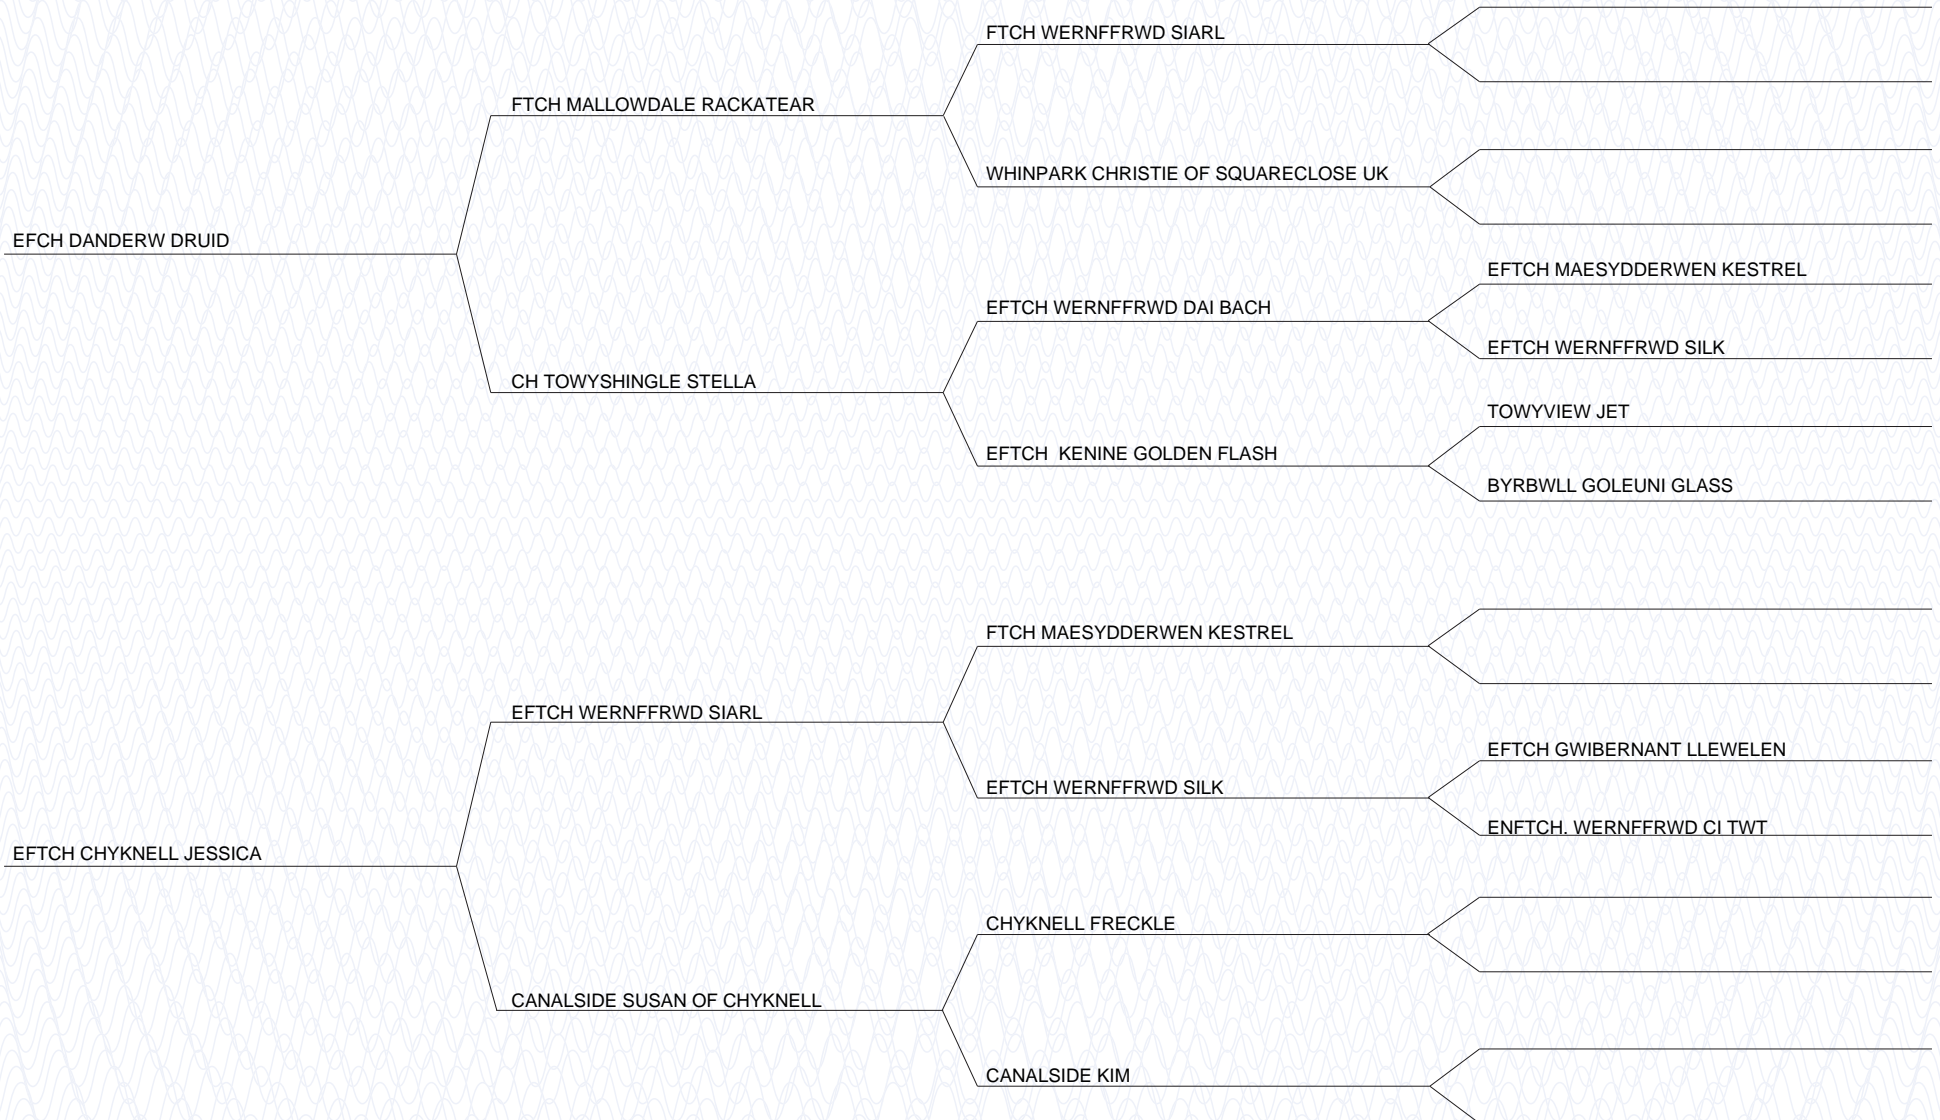 FTCH WERNFFRWD SIARL
FTCH MALLOWDALE RACKATEAR
WHINPARK CHRISTIE OF SQUARECLOSE UK
EFCH DANDERW DRUID
EFTCH MAESYDDERWEN KESTREL
EFTCH WERNFFRWD DAI BACH
EFTCH WERNFFRWD SILK
CH TOWYSHINGLE STELLA
TOWYVIEW JET
EFTCH  KENINE GOLDEN FLASH
BYRBWLL GOLEUNI GLASS
FTCH MAESYDDERWEN KESTREL
EFTCH WERNFFRWD SIARL
EFTCH GWIBERNANT LLEWELEN
EFTCH WERNFFRWD SILK
ENFTCH. WERNFFRWD CI TWT
EFTCH CHYKNELL JESSICA
CHYKNELL FRECKLE
CANALSIDE SUSAN OF CHYKNELL
CANALSIDE KIM